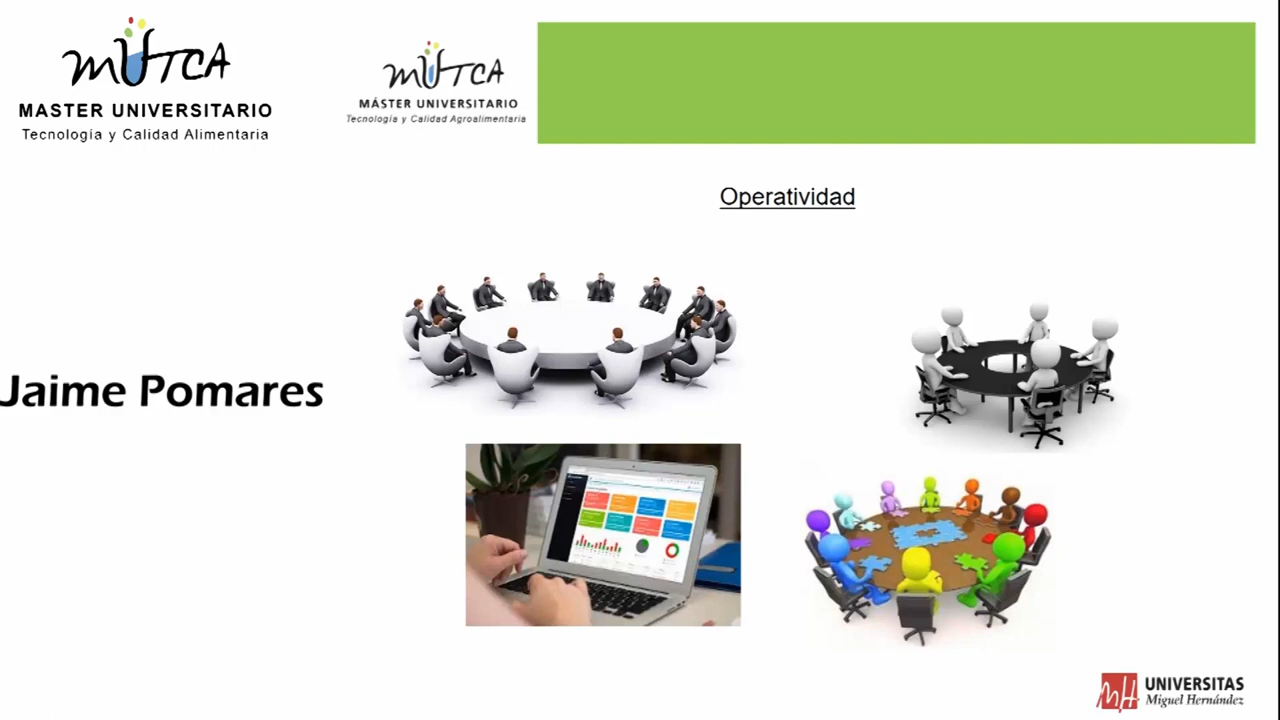 MUTCA
MASTER UNIVERSITARIO
Tecnología y Calidad Alimentaria
MUTCA
MÁSTER UNIVERSITARIO
Tecnología y Calidad Agroalimentaria
Operatividad
Jaime Pomares
UNIVERSITAS
Miguel Hernández